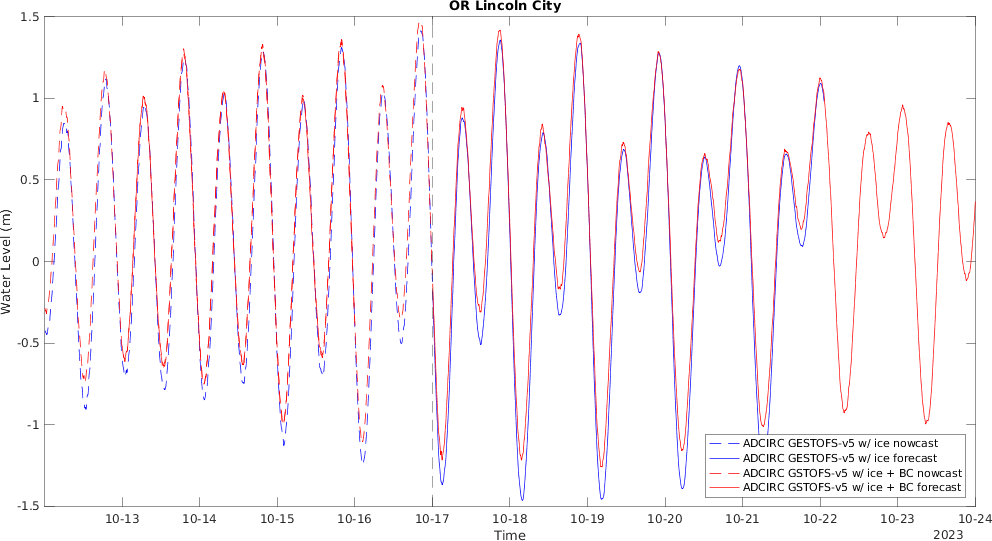 OR Lincoln City
1.5
1
0.5
0
-0.5
-1
-1.5
Water Level (m)
ADCIRC GESTOFS-v5 w/ ice nowcast
ADCIRC GESTOFS-v5 w/ ice forecast
ADCIRC GSTOFS-v5 w/ ice + BC nowcast
ADCIRC GSTOFS-v5 w/ ice + BC forecast
10-13 10-14 10-15 10-16 10-17 10-18 10-19 10-20 10-21 10-22 10-23 10-24
Time
2023